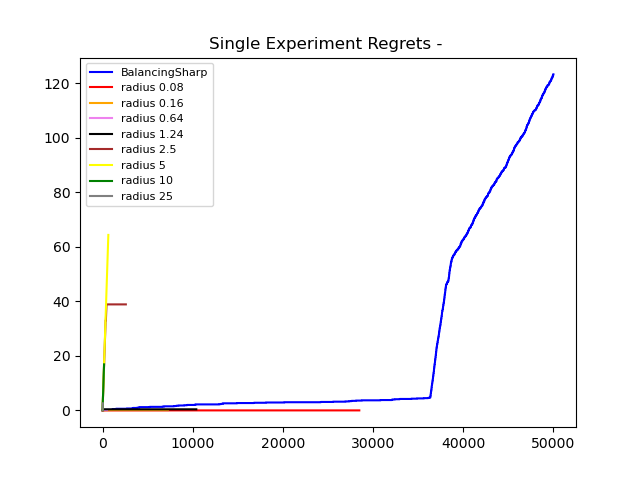 Single Experiment Regrets -
BalancingSharp
radius 0.08
radius 0.16
radius 0.64
radius 1.24
radius 2.5
radius 5
radius 10
radius 25
120
100
80
60
40
20
0
0 10000 20000 30000 40000 50000